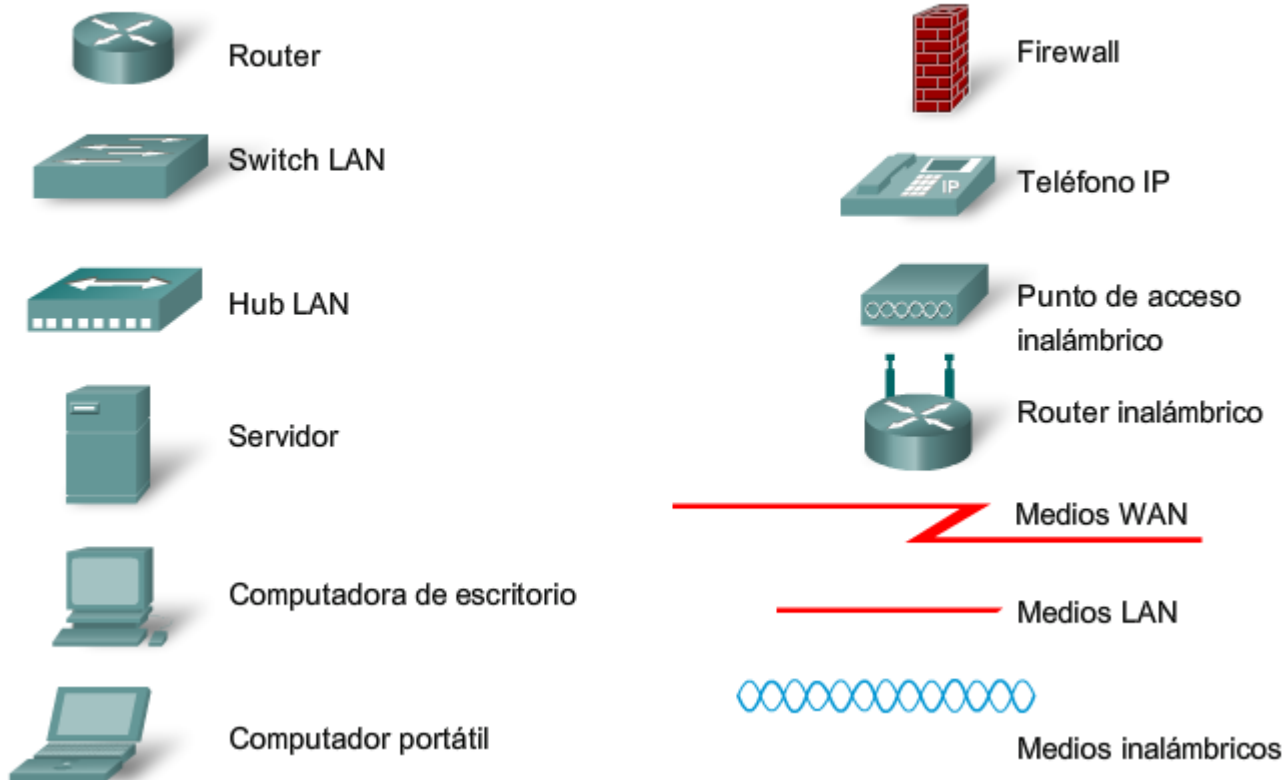 Router
Switch LAN
Hub LAN
Servidor
Computadora de escritorio
Computador portátil
Firewall
IP
Teléfono IP
Punto de acceso
inalámbrico
Router inalámbrico
Medios WAN
Medios LAN
Medios inalámbricos